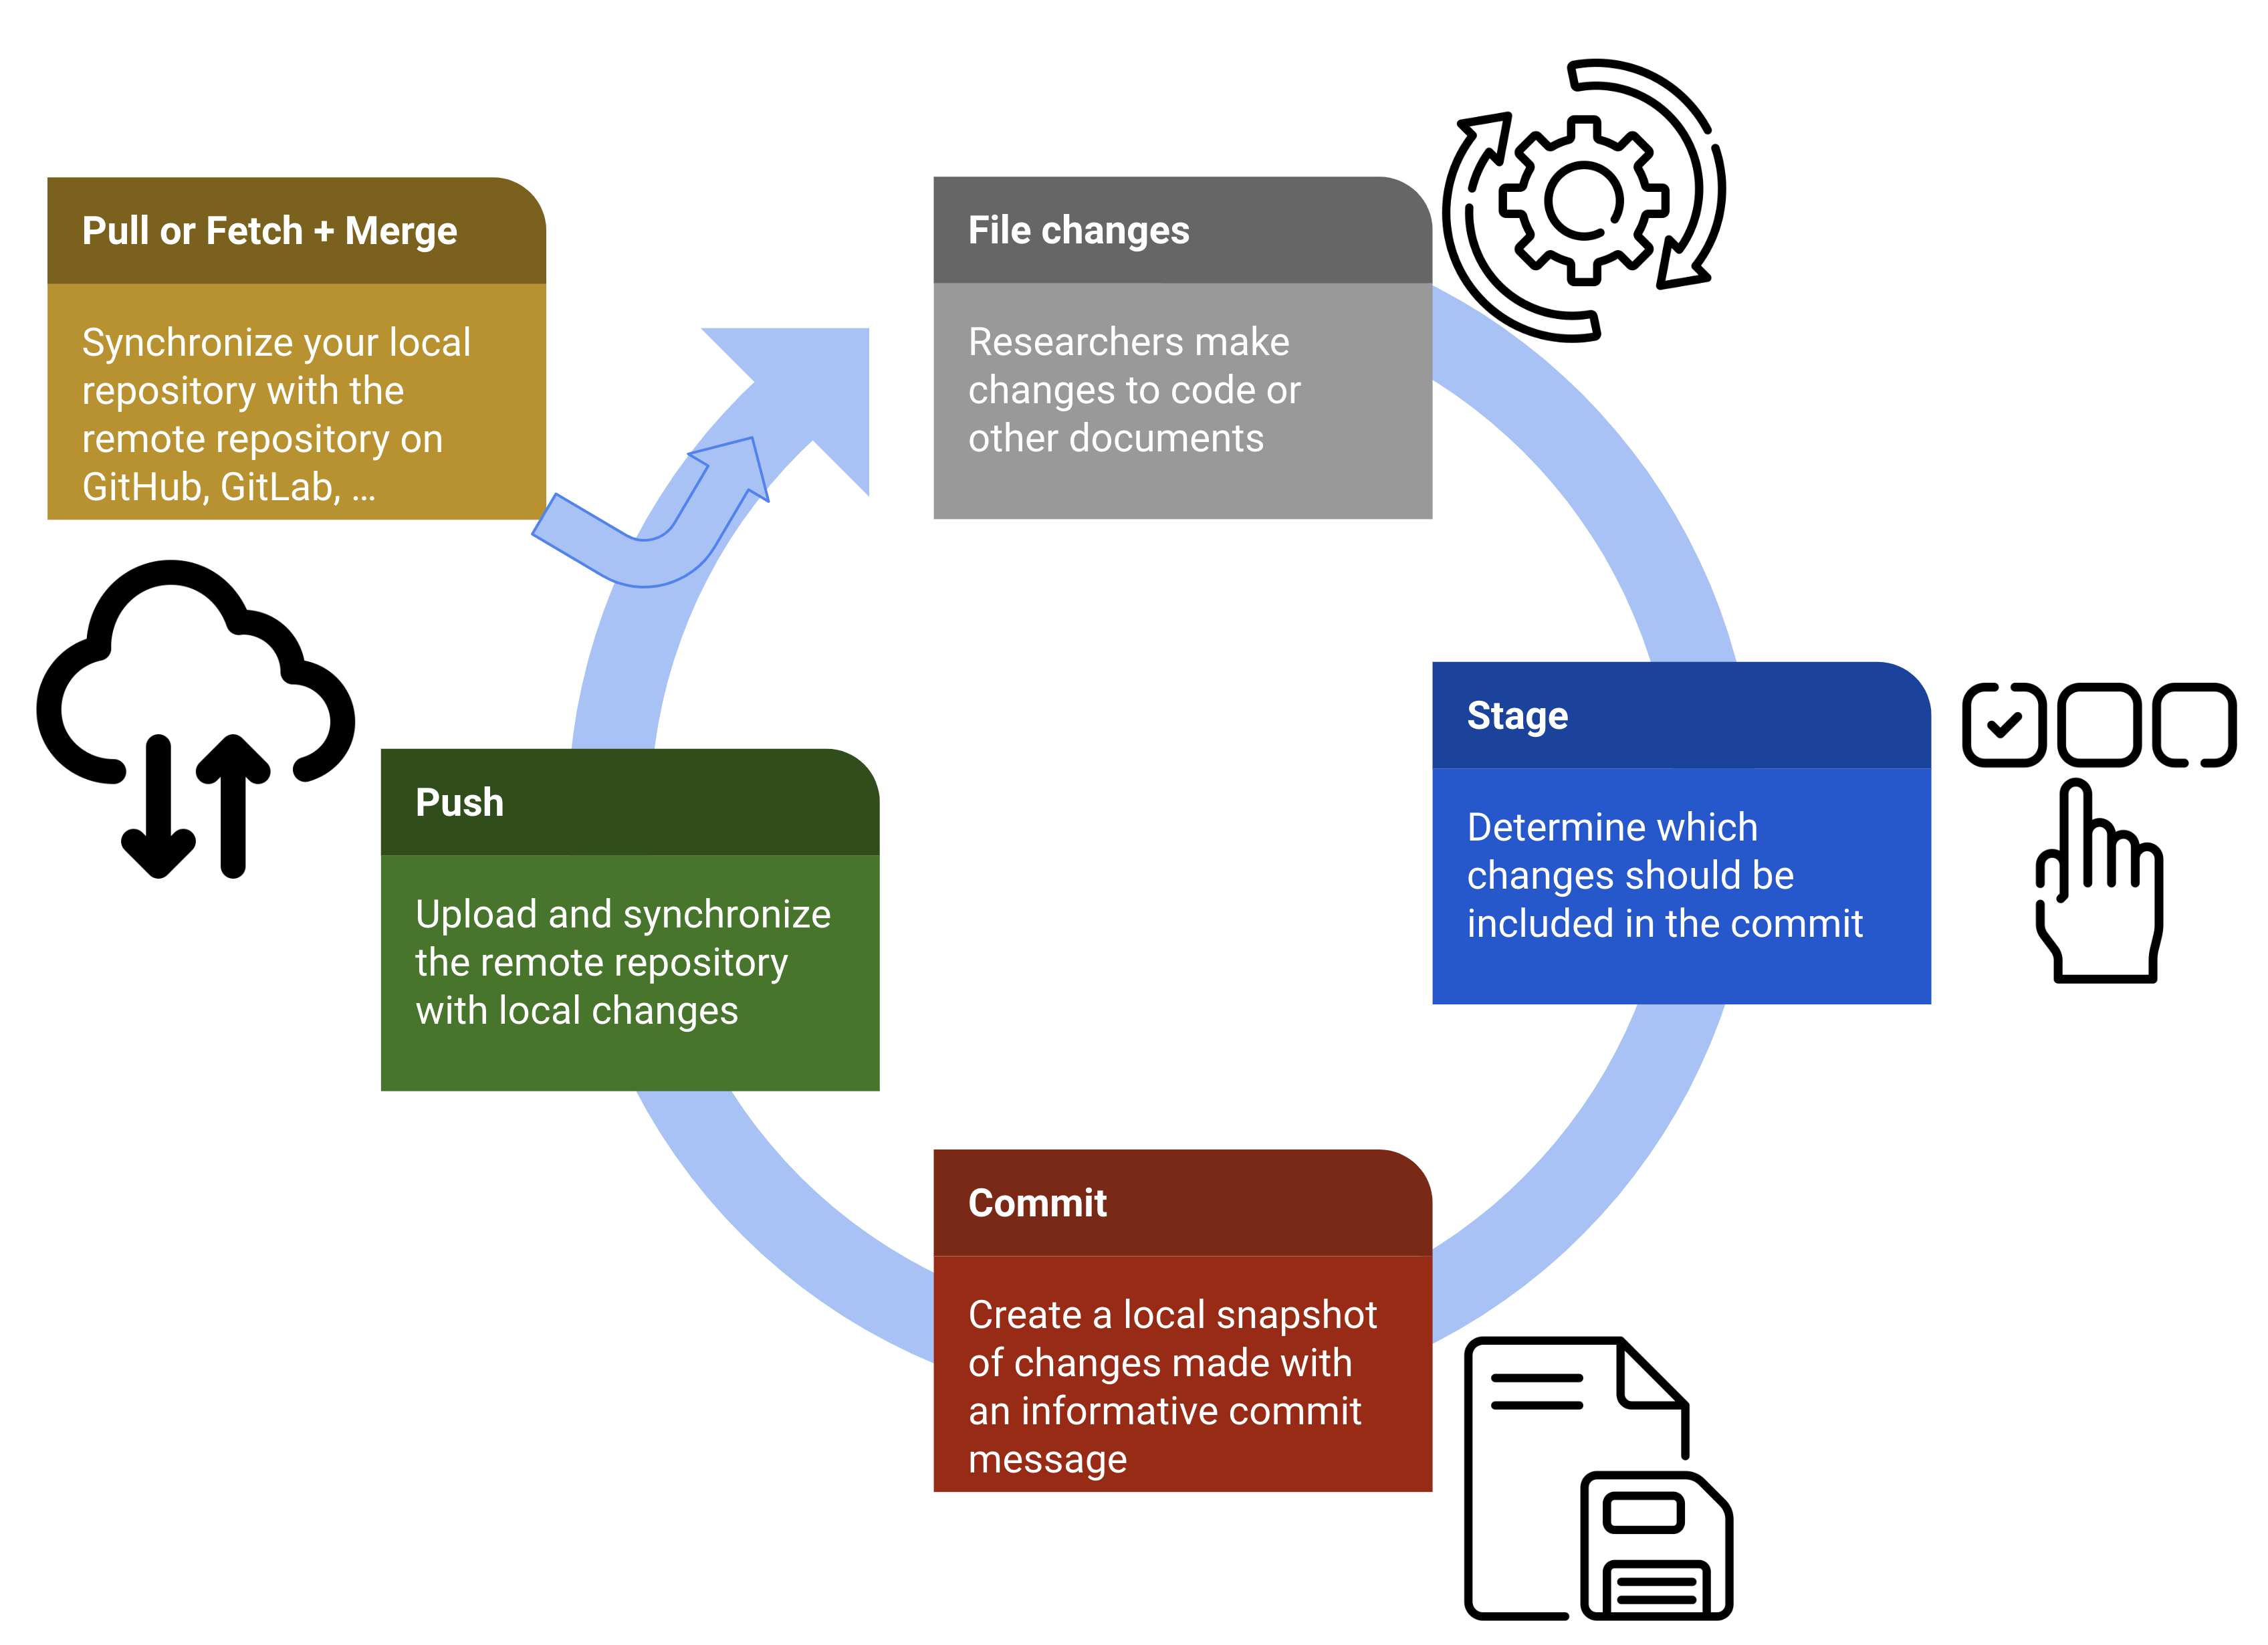 Pull or Fetch + Merge
Synchronize your local
repository with the
remote repository on
GitHub, GitLab, ...
File changes
Researchers make
changes to code or
other documents
Stage
Determine which
changes should be
included in the commit
Push
Upload and synchronize
the remote repository
with local changes
Commit
Create a local snapshot
of changes made with
an informative commit
message